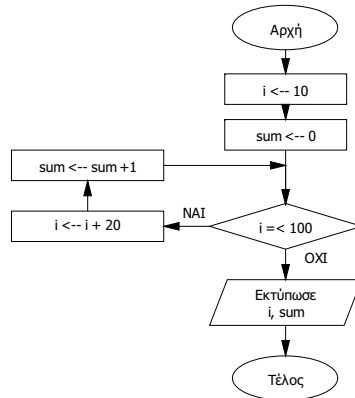 Αρχή
i <-- 10
sum <-- 0
sum <-- sum +1
i <-- i + 20
ΝΑΙ
i =< 100
ΟΧΙ
Εκτύπωσε
i, sum
Τέλος